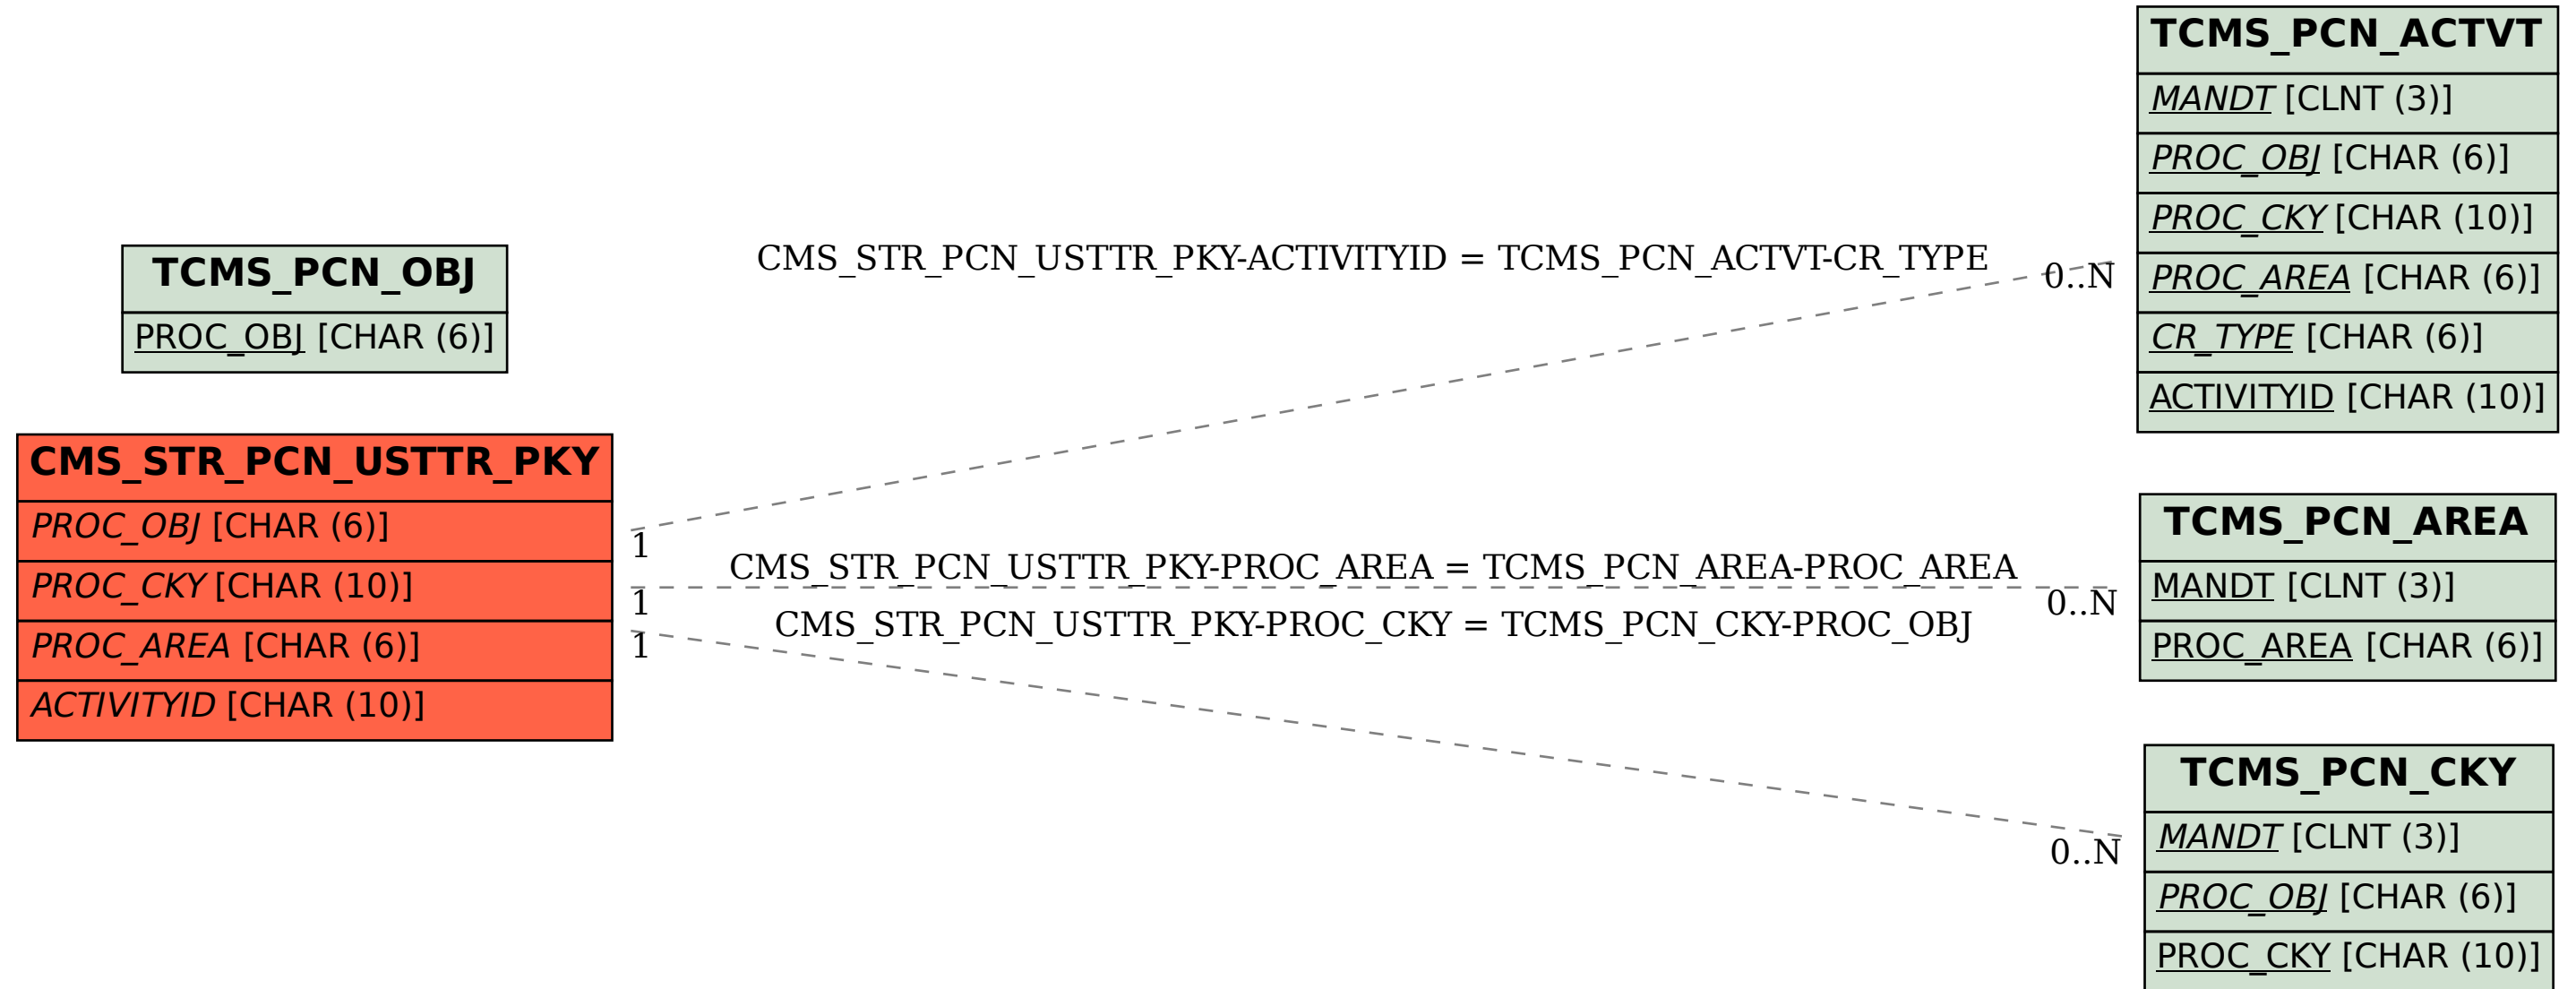 TCMS_PCN_OBJ
PROC_OBJ [CHAR (6)]
CMS_STR_PCN_USTTR_PKY
PROC_OBJ [CHAR (6)]
PROC_CKY [CHAR (10)]
PROC_AREA [CHAR (6)]
ACTIVITYID [CHAR (10)]
CMS_STR_PCN_USTTR_PKY-ACTIVITYID = TCMS_PCN_ACTVT-CR_TYPE
0..N
1
CMS_STR_PCN_USTTR_PKY-PROC_AREA = TCMS_PCN_AREA-PROC_AREA
1
0..N
CMS_STR_PCN_USTTR_PKY-PROC_CKY = TCMS_PCN_CKY-PROC_OBJ
1
0..N
TCMS_PCN_ACTVT
MANDT [CLNT (3)]
PROC_OBJ [CHAR (6)]
PROC_CKY [CHAR (10)]
PROC_AREA [CHAR (6)]
CR_TYPE [CHAR (6)]
ACTIVITYID [CHAR (10)]
TCMS_PCN_AREA
MANDT [CLNT (3)]
PROC_AREA [CHAR (6)]
TCMS_PCN_CKY
MANDT [CLNT (3)]
PROC_OBJ [CHAR (6)]
PROC_CKY [CHAR (10)]